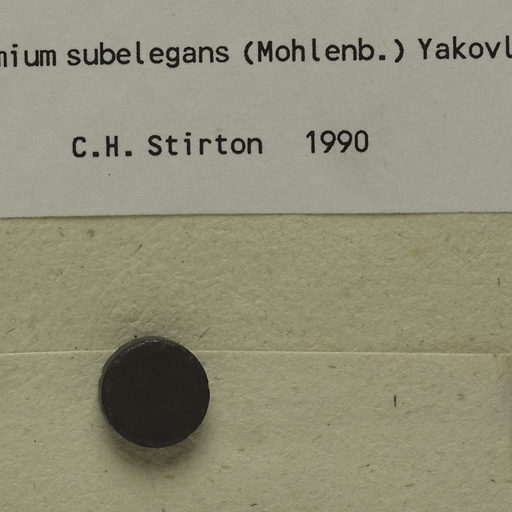 mium subelegans (Mohlenb.) Yakovl
C.H. Stirton 1990